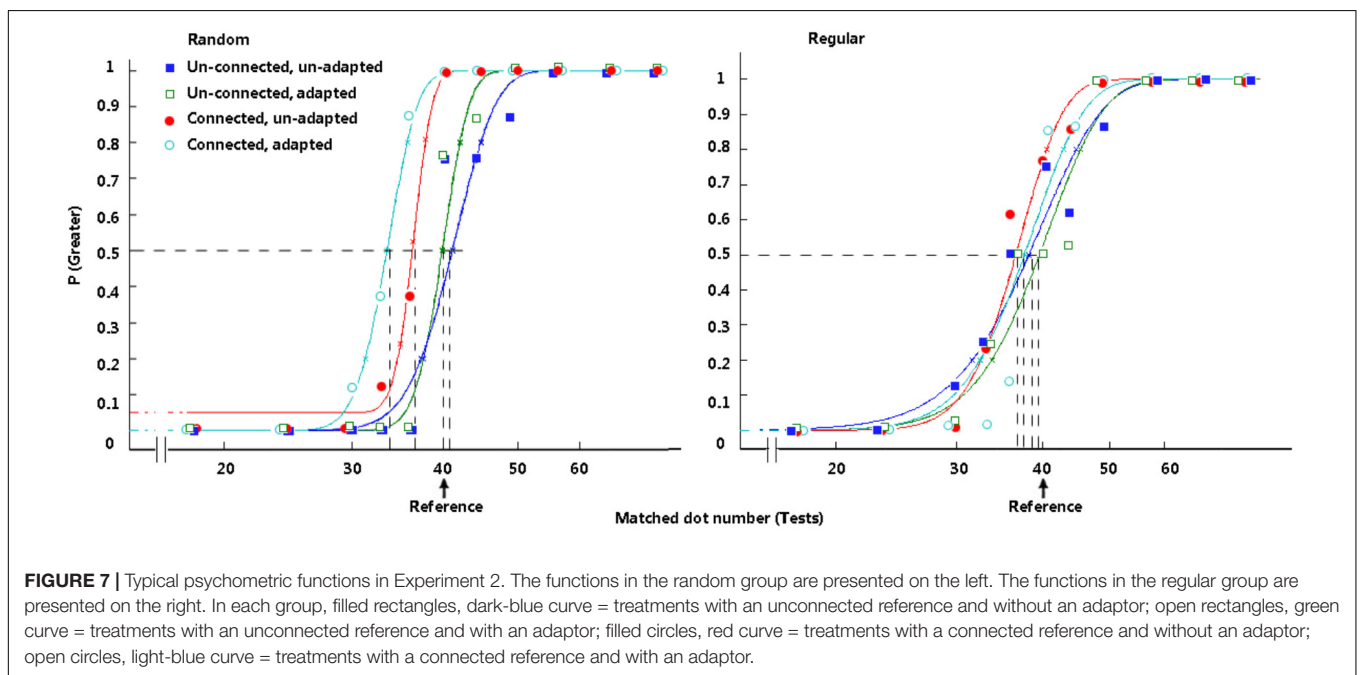 Random
Un-connected, un-adapted
Un-connected, adapted
Connected, un-adapted
Connected, adapted
P (Greater)
1
0.9
0.8
0.7
0.6
0.5
0.4
0.3
0.2
0.1
0
20
30
40
50
60
Reference
Regular
1
0.9
0.8
0.7
0.6
0.5
0.4
0.3
0.2
0.1
0
20
30
40
50
60
Reference
Matched dot number (Tests)
FIGURE 7 | Typical psychometric functions in Experiment 2. The functions in the random group are presented on the left. The functions in the regular group are
presented on the right. In each group, filled rectangles, dark-blue curve = treatments with an unconnected reference and without an adaptor; open rectangles, green
curve = treatments with an unconnected reference and with an adaptor; filled circles, red curve = treatments with a connected reference and without an adaptor;
open circles, light-blue curve = treatments with a connected reference and with an adaptor.